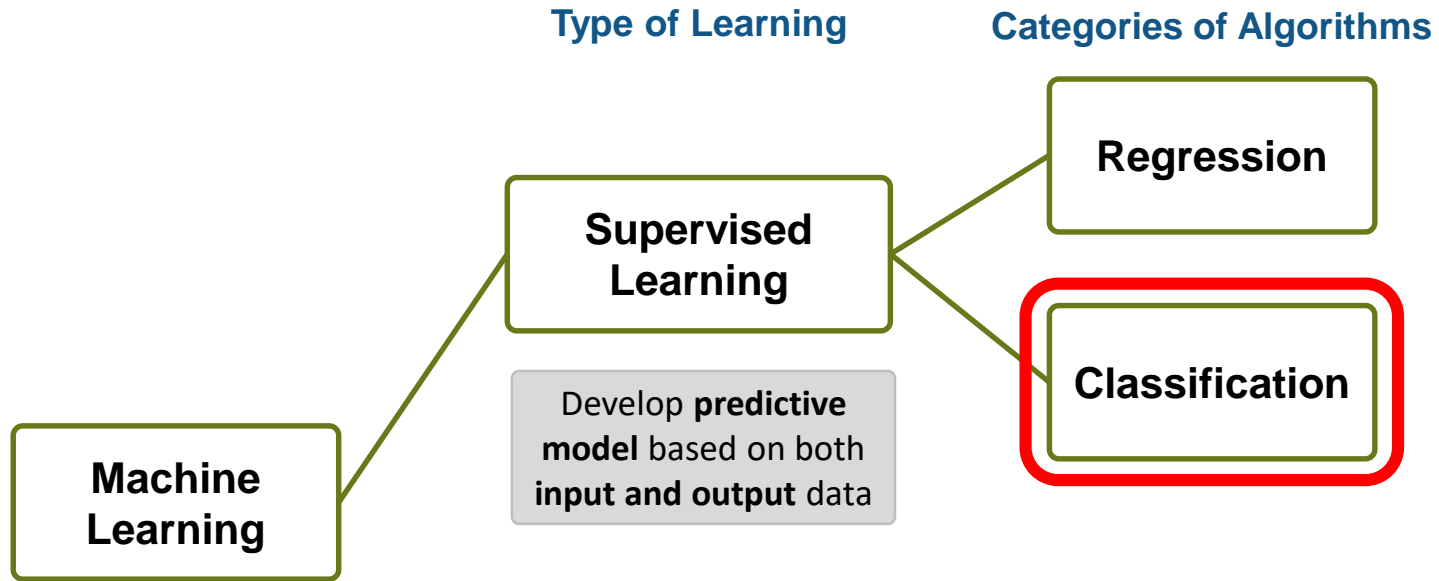 Type of Learning
Categories of Algorithms
Regression
Supervised
Learning
Classification
Develop predictive
model based on both
input and output data
Machine
Learning